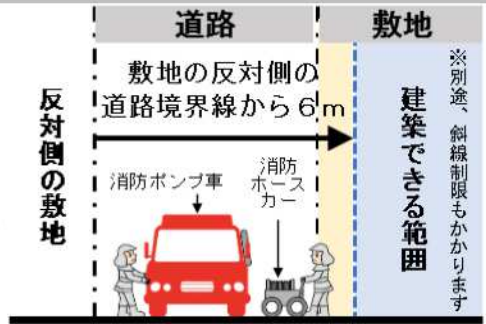 道路
敷地
敷地の反対側の
道路境界線から6m
反対側の敷地
消防ポンプ車
消防
ホース
カー
建築できる範囲
※別途、斜線制限もかかります